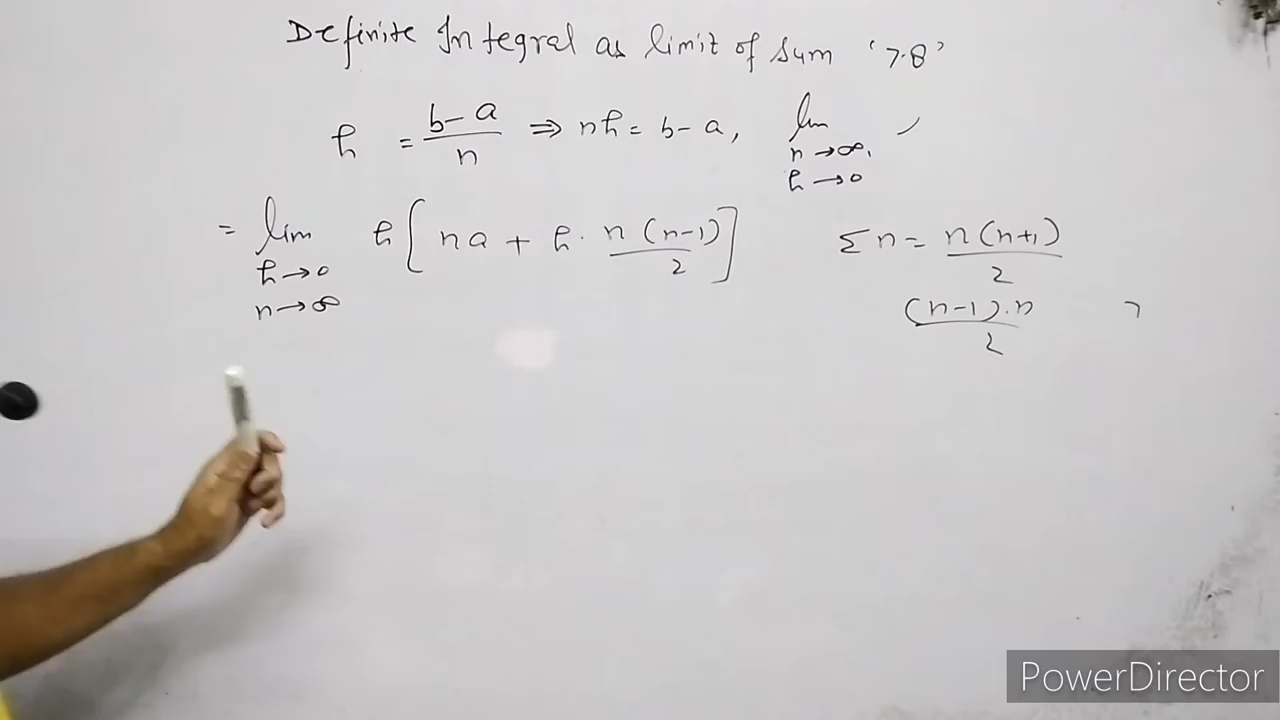 Definite Integral as limit of sum '7.8'
h = b-a/n ⇒ nh = b-a, lim n→∞, h→0
= lim h→0 n→∞ h[na + h. n(n-1)/2]
Σn = n(n+1)/2
(n-1).n/2
PowerDirector